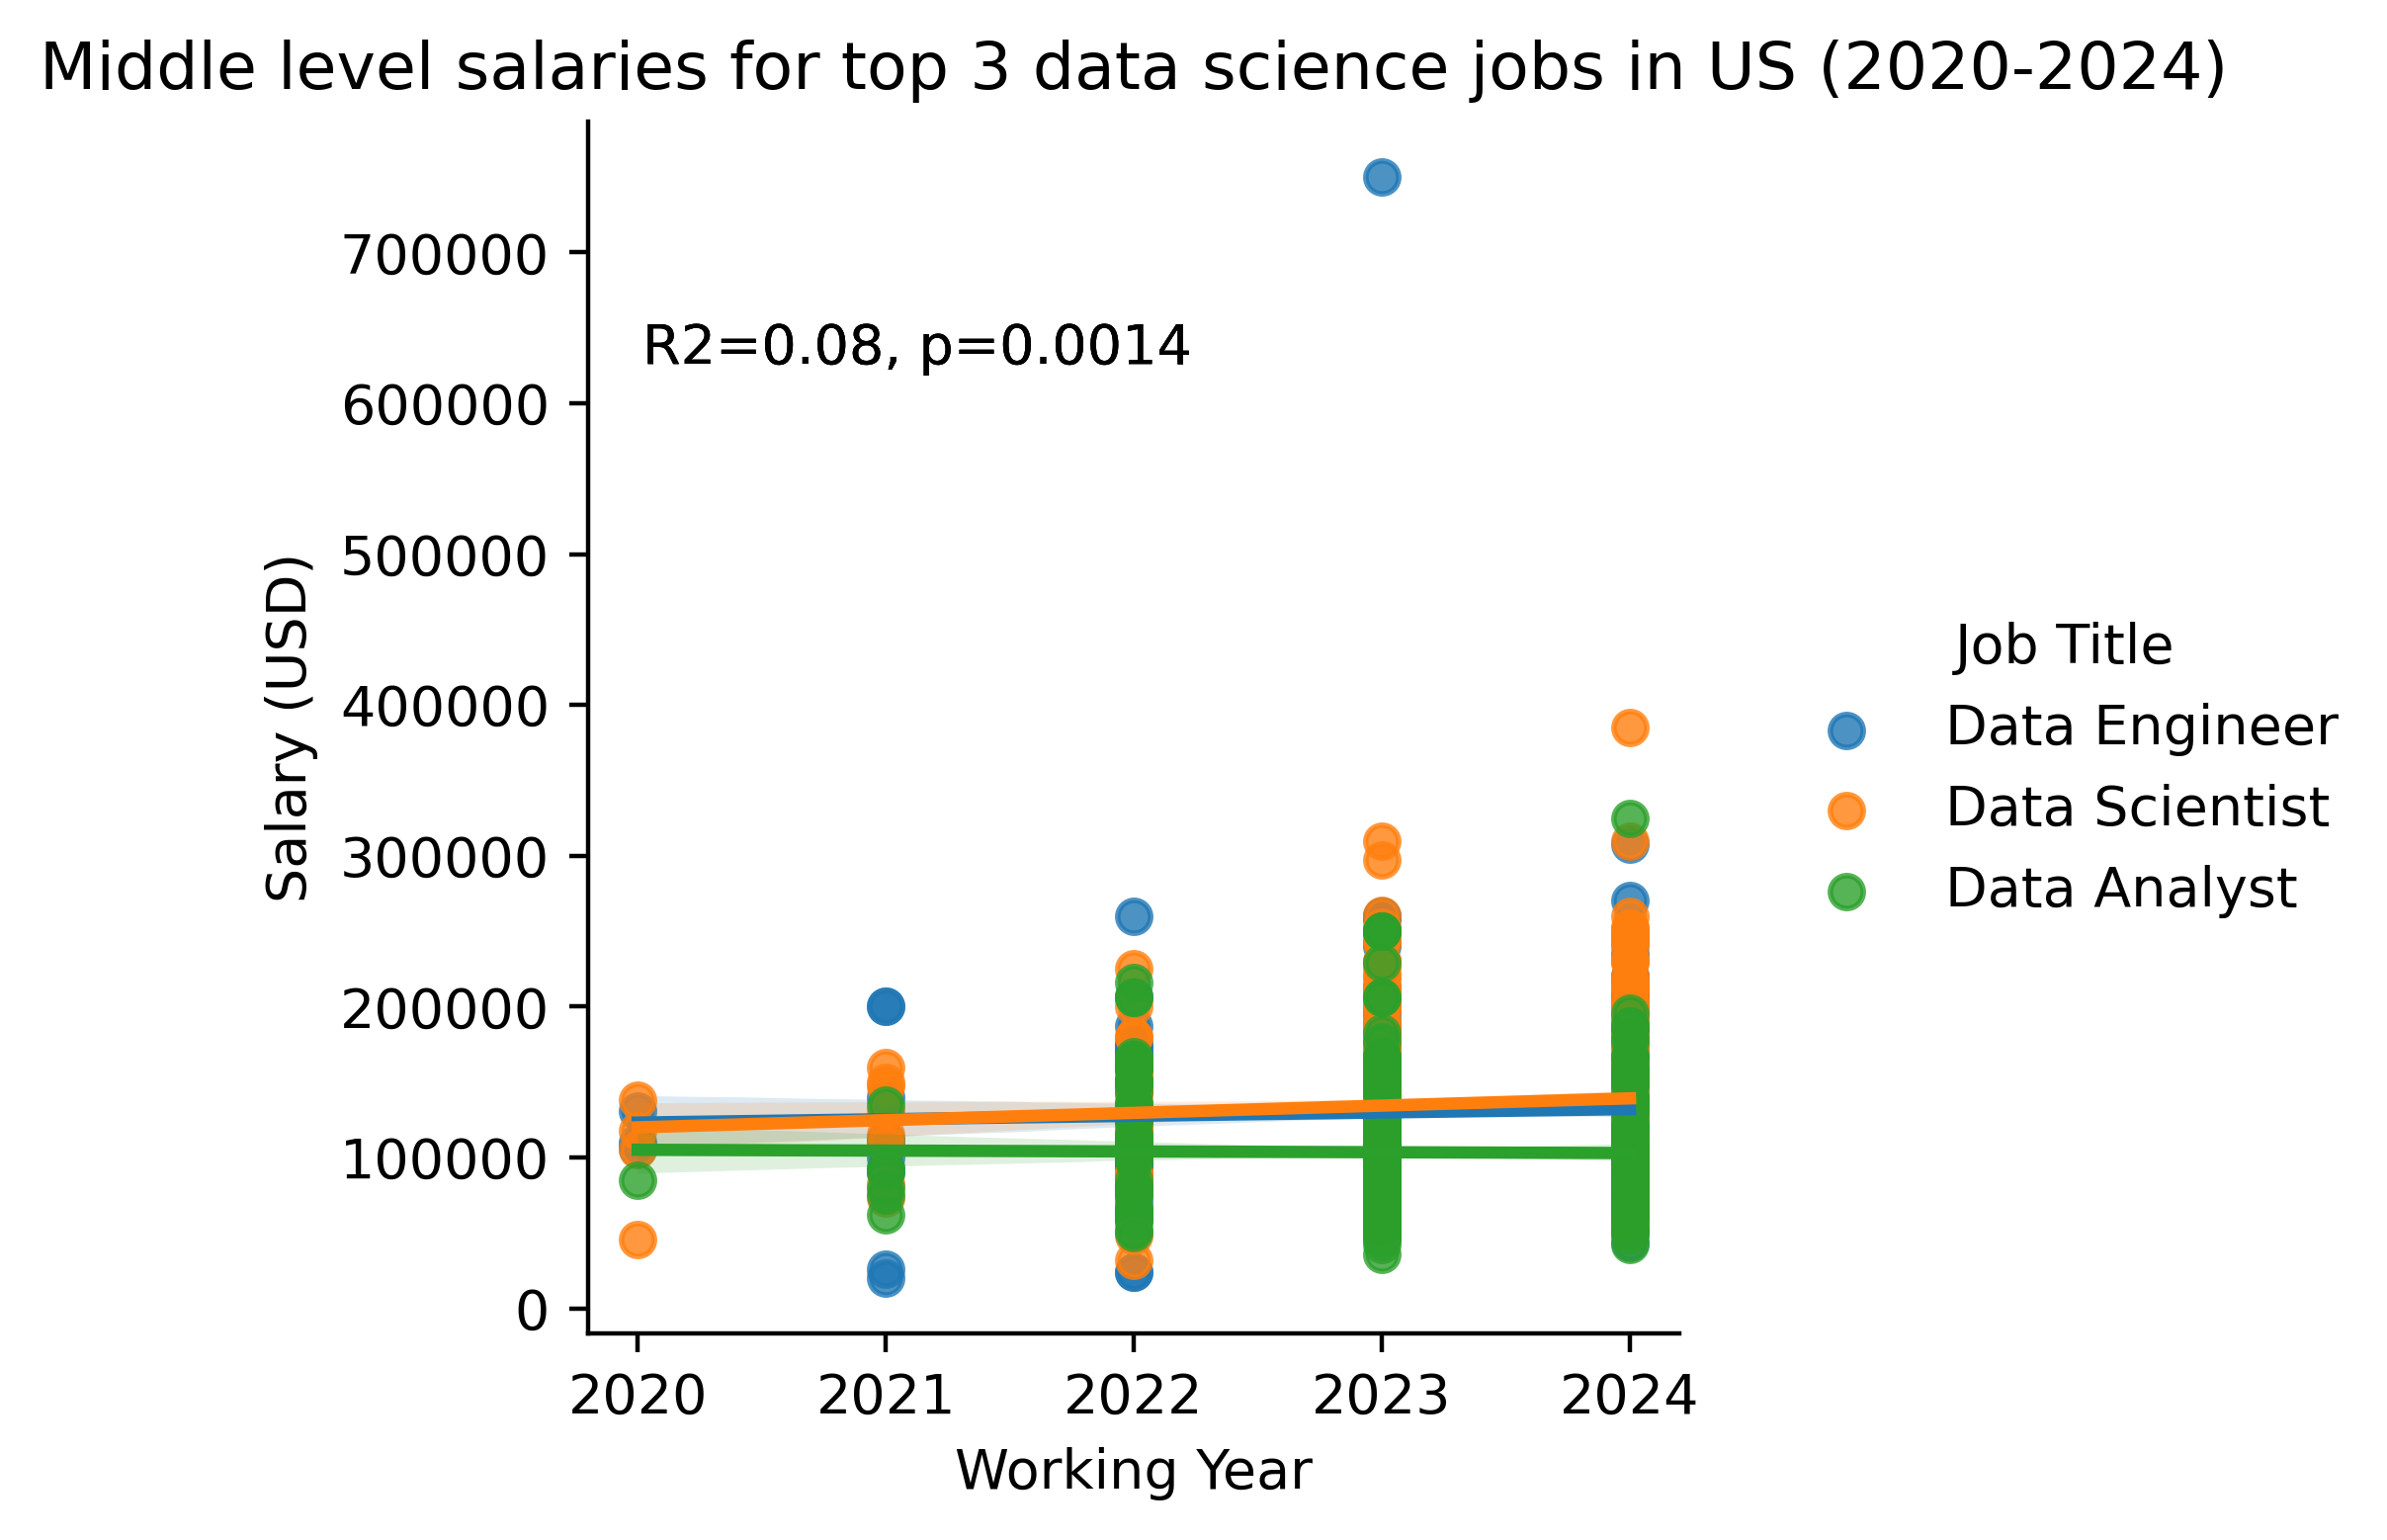 Middle level salaries for top 3 data science jobs in US (2020-2024)
700000
R2=0.08, p=0.0014
600000
500000
400000
300000
200000
100000
0
Salary (USD)
2020 2021 2022 2023 2024
Working Year
Job Title
Data Engineer
Data Scientist
Data Analyst